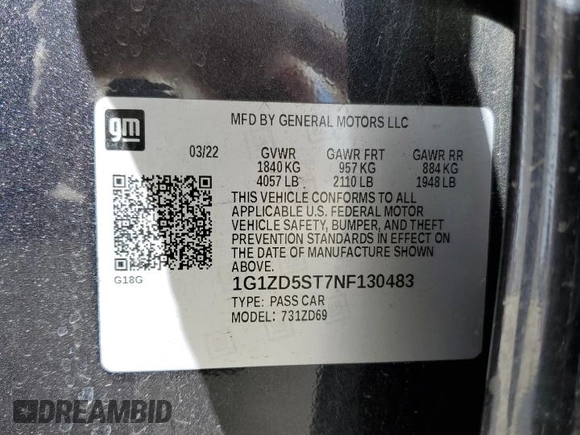 gm
MFD BY GENERAL MOTORS LLC
03/22 GVWR GAWR FRT GAWR RR
1840 KG 957 KG 884 KG
4057 LB 2110 LB 1948 LB
THIS VEHICLE CONFORMS TO ALL
APPLICABLE U.S. FEDERAL MOTOR
VEHICLE SAFETY, BUMPER, AND THEFT
PREVENTION STANDARDS IN EFFECT ON
THE DATE OF MANUFACTURE SHOWN
ABOVE.
G18G
1G1ZD5ST7NF130483
TYPE: PASS CAR
MODEL: 731ZD69
DREAMBID